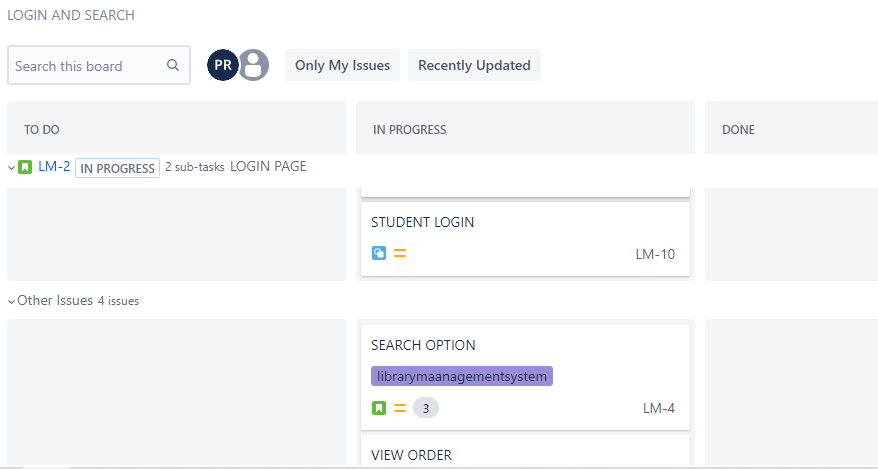 LOGIN AND SEARCH
Search this board
PR
Only My Issues
Recently Updated
TO DO
IN PROGRESS
DONE
LM-2 IN PROGRESS 2 sub-tasks LOGIN PAGE
STUDENT LOGIN
LM-10
Other Issues 4 issues
SEARCH OPTION
librarymaanagementsystem
3
LM-4
VIEW ORDER